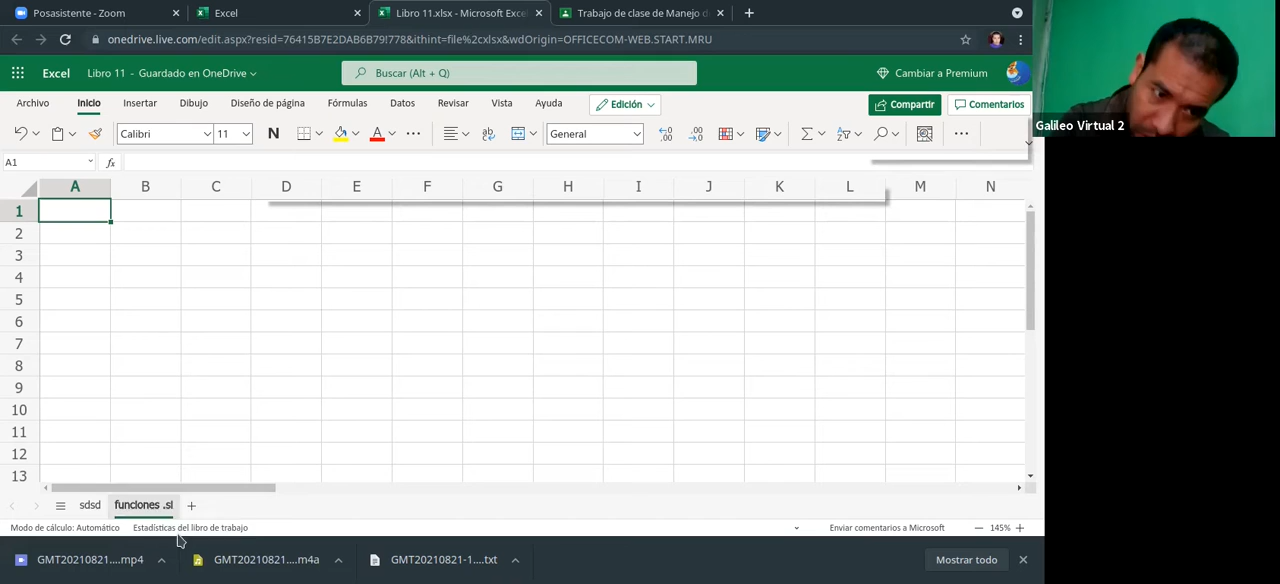 Posasistente - Zoom
Excel
Libro 11.xlsx - Microsoft Exce
Trabajo de clase de Manejo d
onedrive.live.com/edit.aspx?resid=76415B7E2DAB6B79!778&ithint=file%2cxlsx&wdOrigin=OFFICECOM-WEB.START.MRU
Excel Libro 11 - Guardado en OneDrive
Buscar (Alt + Q)
Cambiar a Premium
Archivo Inicio Insertar Dibujo Diseño de página Fórmulas Datos Revisar Vista Ayuda Edición Compartir Comentarios
Galileo Virtual 2
Calibri 11 N A General
A1 fx
A B C D E F G H I J K L M N
1
2
3
4
5
6
7
8
9
10
11
12
13
sdsd funciones .si
Modo de cálculo: Automático Estadísticas del libro de trabajo Enviar comentarios a Microsoft 145%
GMT20210821....mp4 GMT20210821....m4a GMT20210821-1....txt Mostrar todo